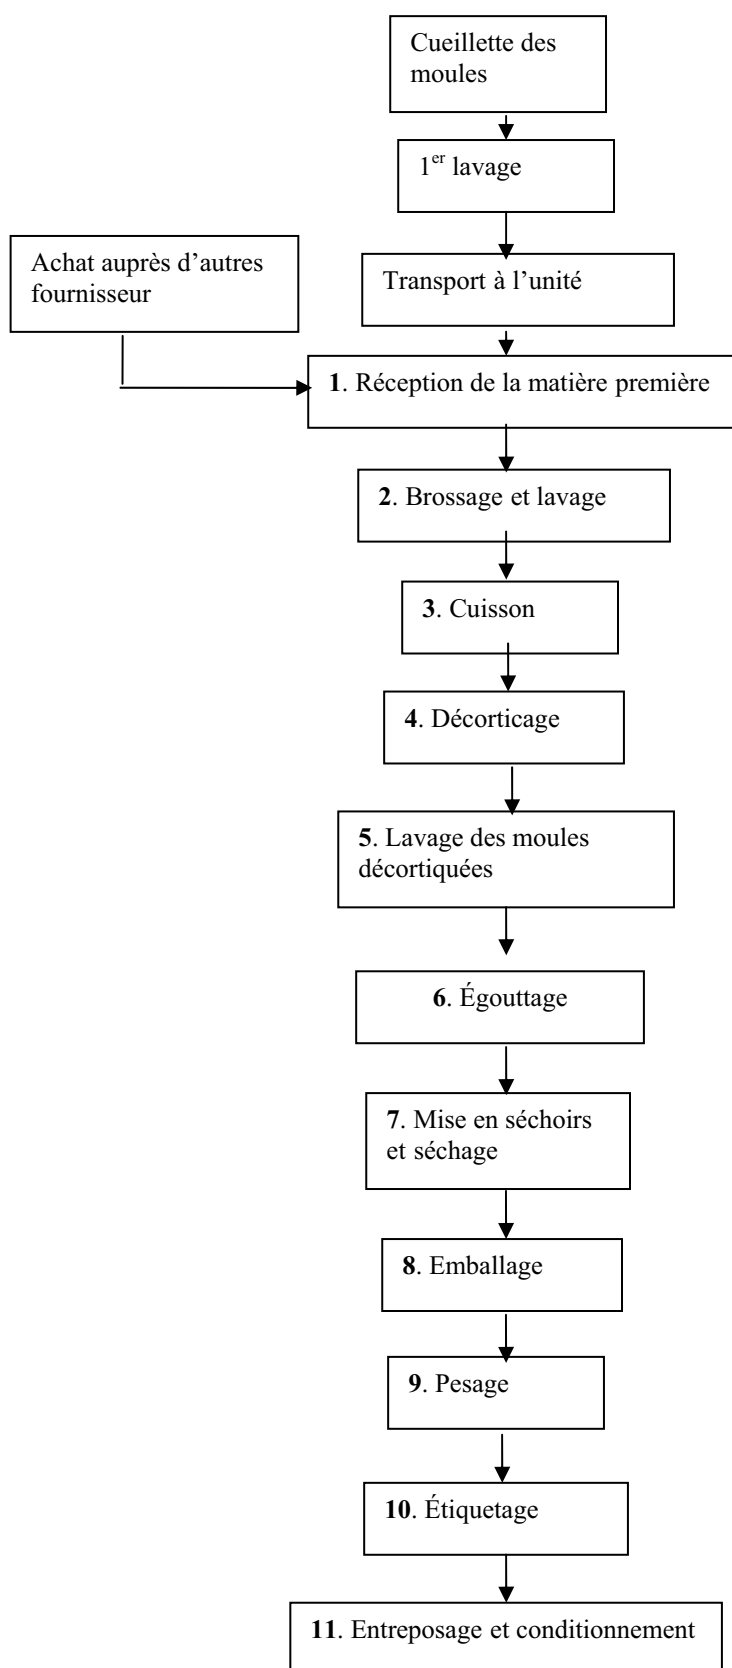 Cueillette des
moules
1er lavage
Achat auprès d’autres
fournisseur
Transport à l’unité
1. Réception de la matière première
2. Brossage et lavage
3. Cuisson
4. Décorticage
5. Lavage des moules
décortiquées
6. Égouttage
7. Mise en séchoirs
et séchage
8. Emballage
9. Pesage
10. Étiquetage
11. Entreposage et conditionnement